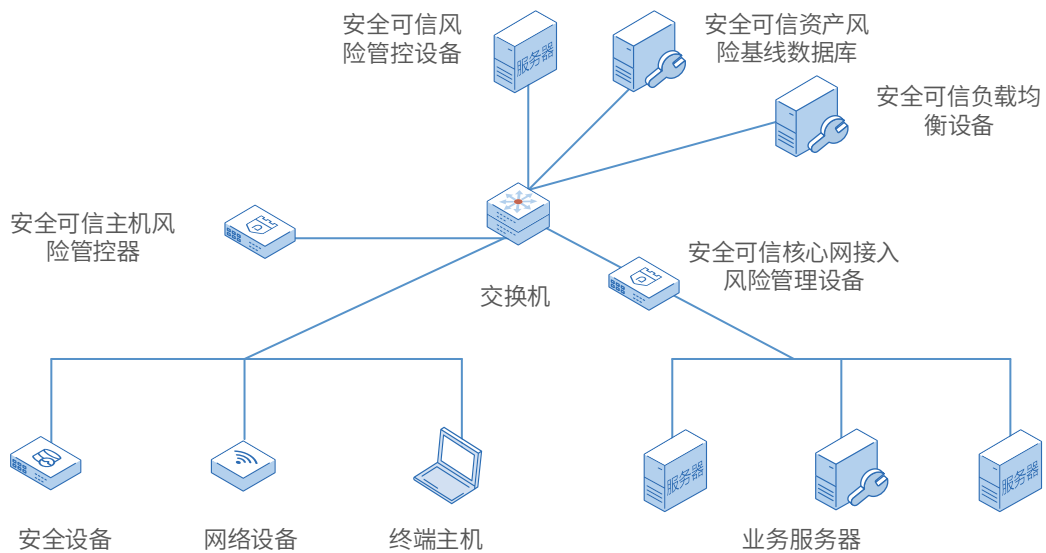 安全可信风
险管控设备
服务器
安全可信资产风
险基线数据库
安全可信负载均
衡设备
安全可信主机风
险管控器
交换机
安全可信核心网接入
风险管理设备
服务器
服务器
安全设备
网络设备
终端主机
业务服务器